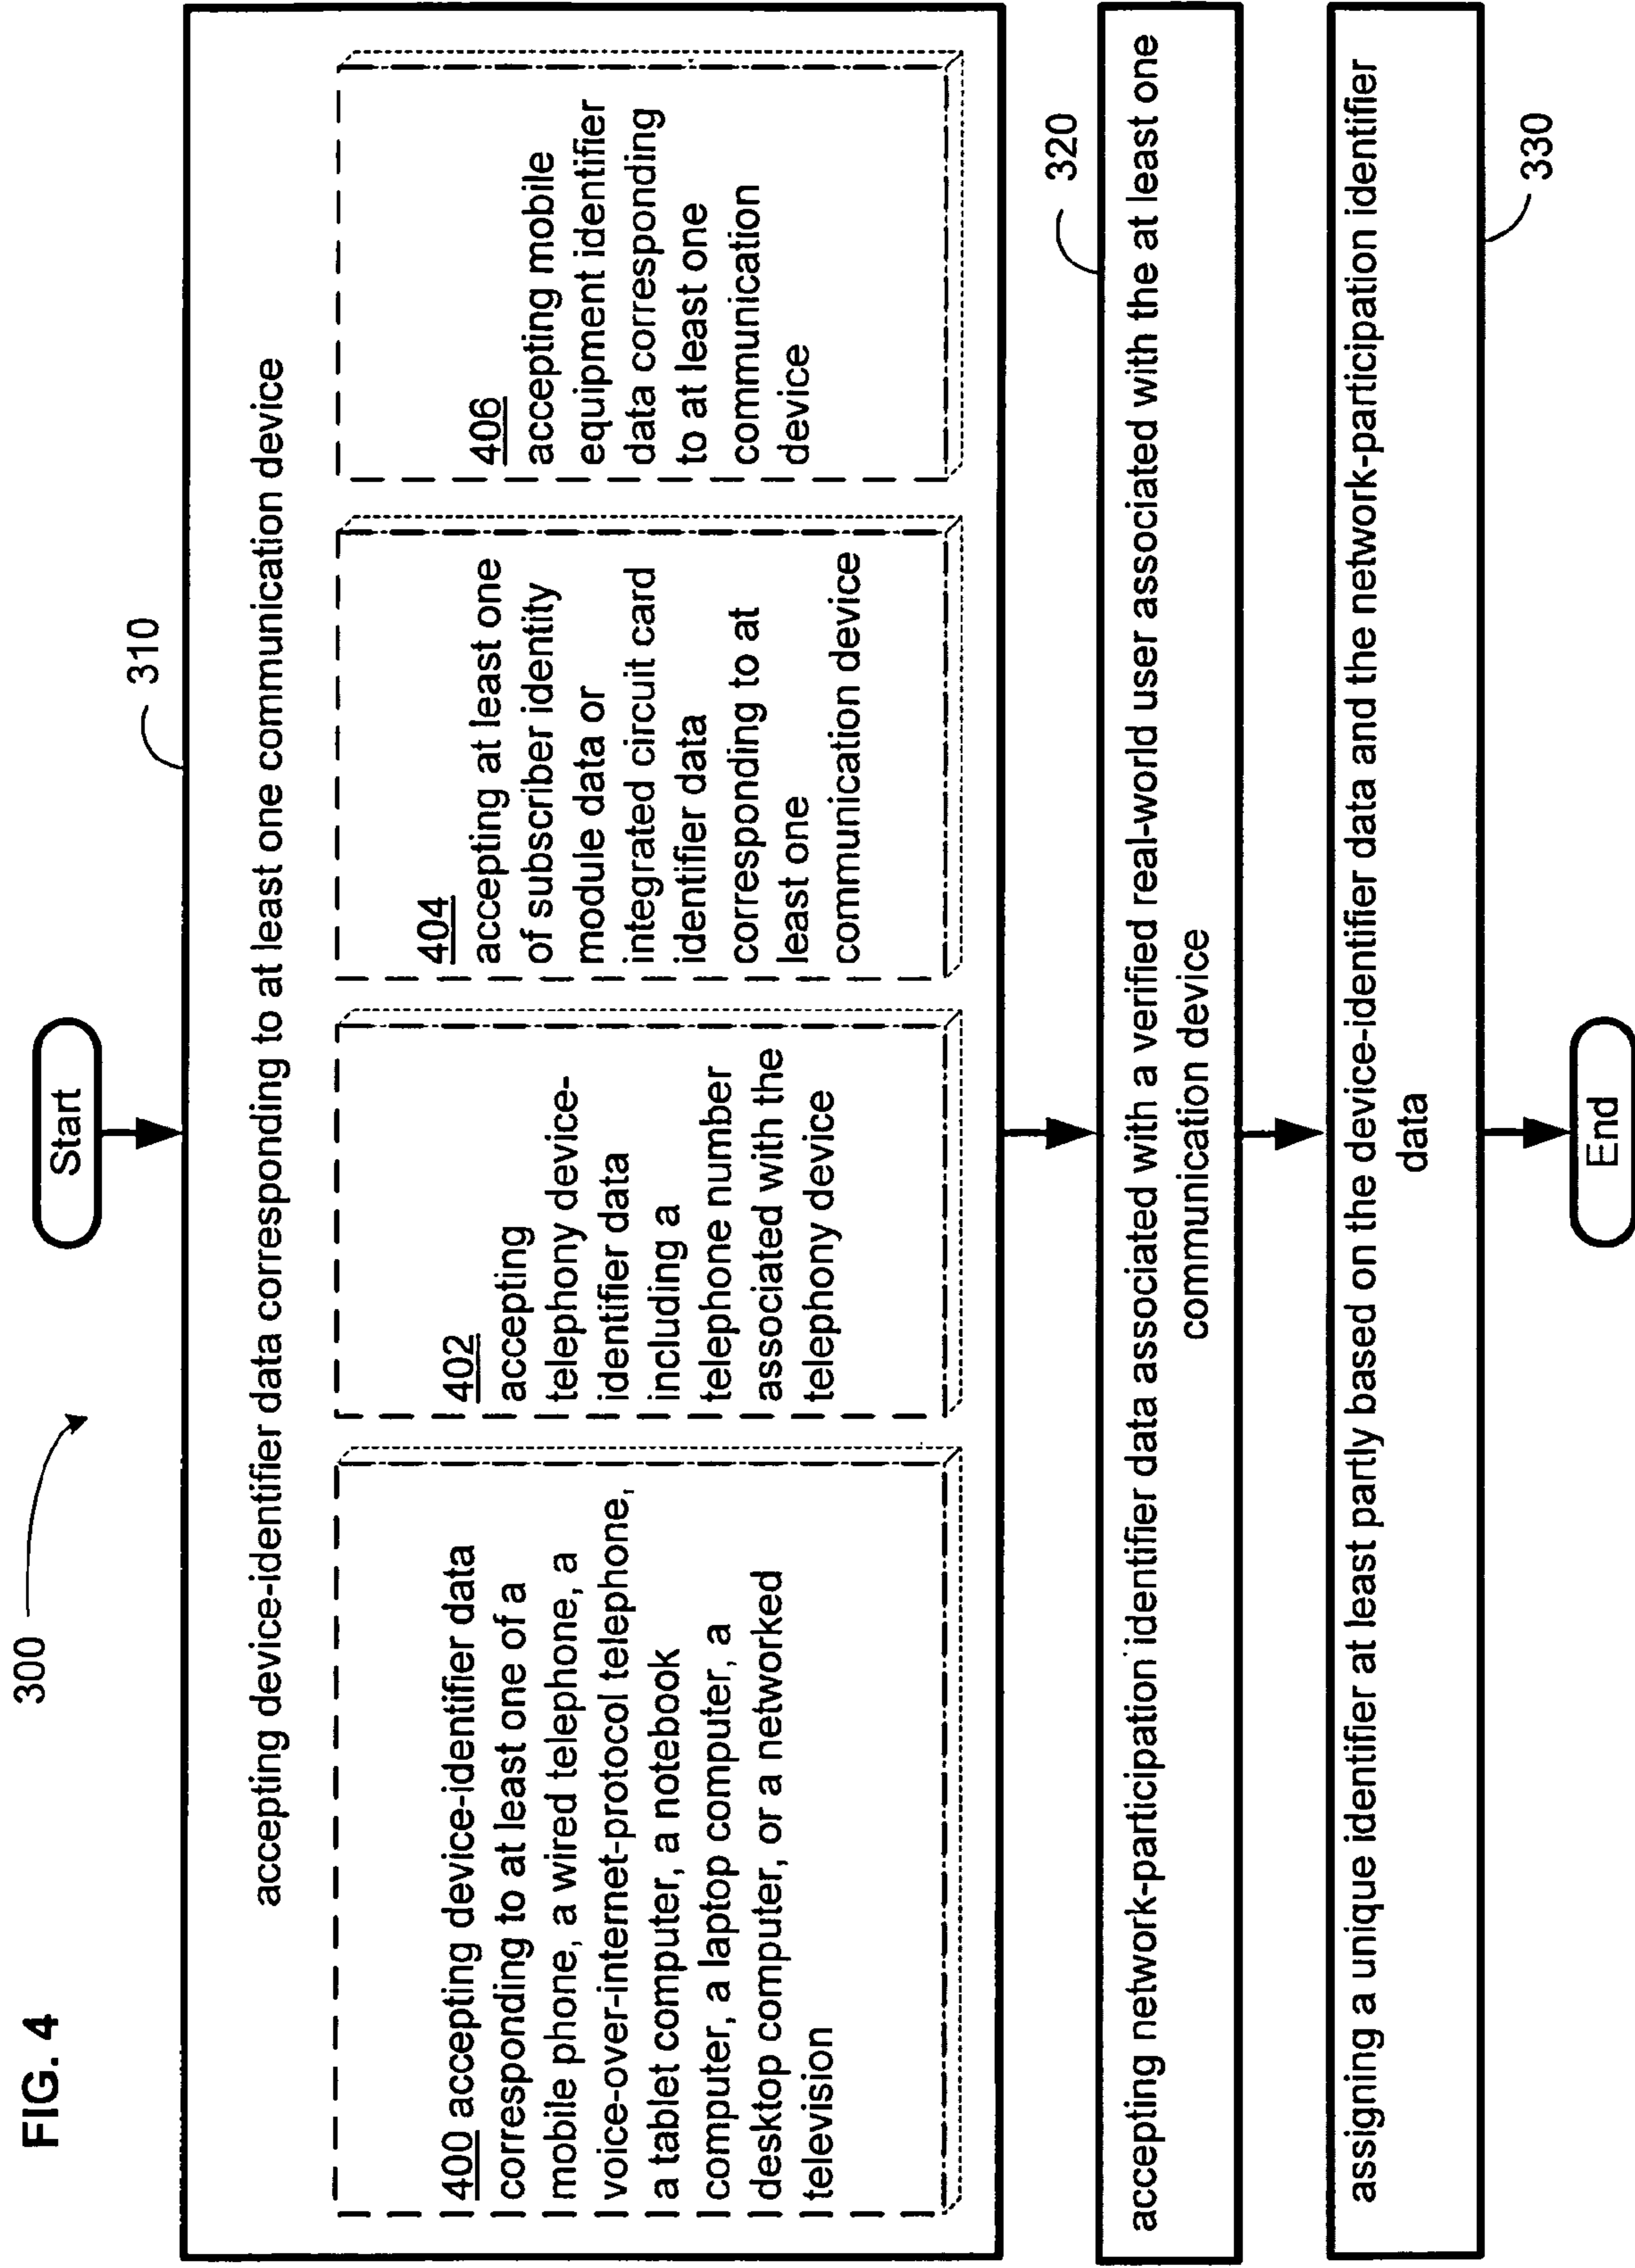 FIG. 4
300
Start
310
accepting device-identifier data corresponding to at least one communication device
400 accepting device-identifier data
corresponding to at least one of a
mobile phone, a wired telephone, a
voice-over-internet-protocol telephone,
a tablet computer, a notebook
computer, a laptop computer, a
desktop computer, or a networked
television
402
accepting
telephony device-
identifier data
including a
telephone number
associated with the
telephony device
404
accepting at least one
of subscriber identity
module data or
integrated circuit card
identifier data
corresponding to at
least one
communication device
406
accepting mobile
equipment identifier
data corresponding
to at least one
communication
device
320
accepting network-participation identifier data associated with a verified real-world user associated with the at least one
communication device
assigning a unique identifier at least partly based on the device-identifier data and the network-participation identifier
data
330
End